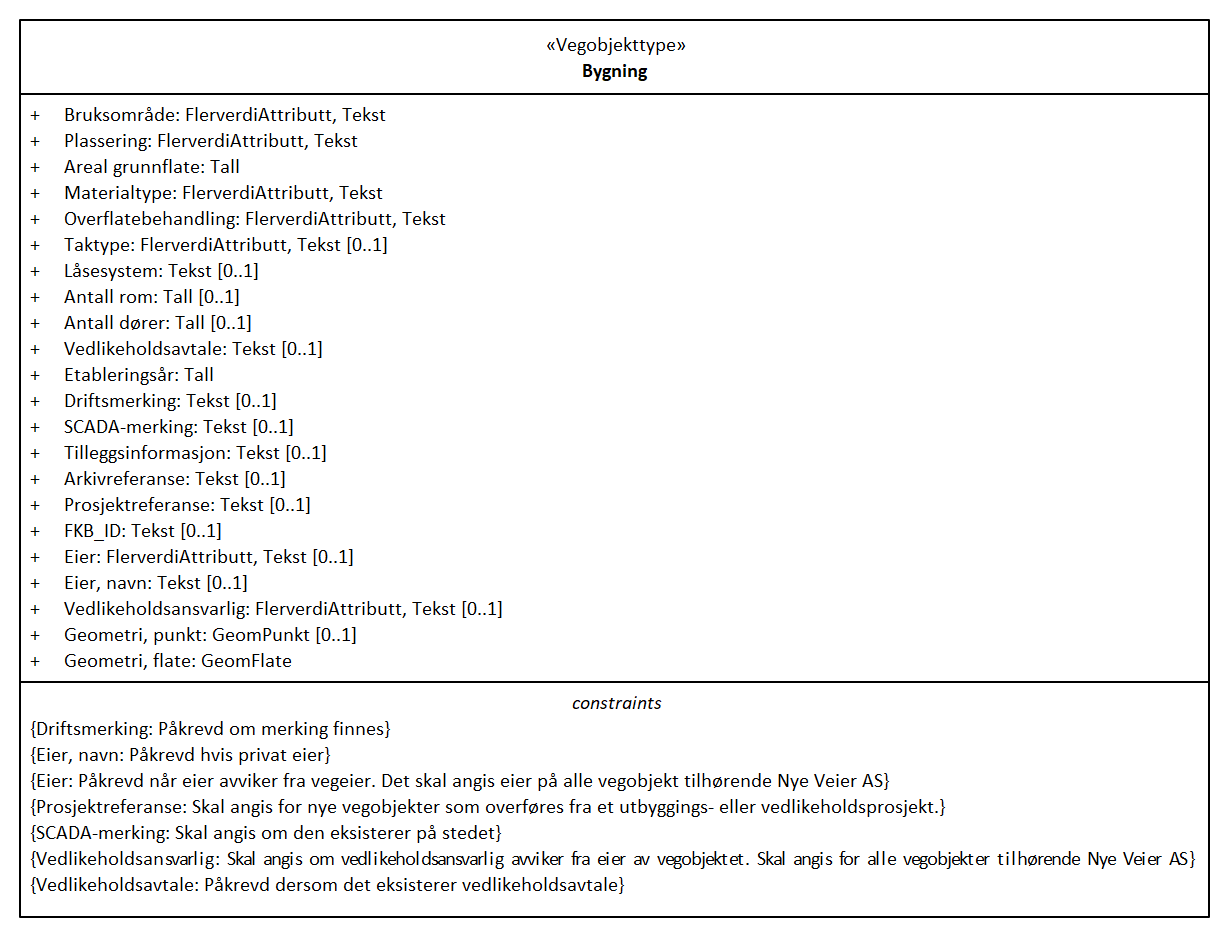 «Vegobjekttype»
Bygning
+ Bruksområde: FlerverdiAttributt, Tekst
+ Plassering: FlerverdiAttributt, Tekst
+ Areal grunnflate: Tall
+ Materialtype: FlerverdiAttributt, Tekst
+ Overflatebehandling: FlerverdiAttributt, Tekst
+ Taktype: FlerverdiAttributt, Tekst [0..1]
+ Låsesystem: Tekst [0..1]
+ Antall rom: Tall [0..1]
+ Antall dører: Tall [0..1]
+ Vedlikeholdsavtale: Tekst [0..1]
+ Etableringsår: Tall
+ Driftsmerking: Tekst [0..1]
+ SCADA-merking: Tekst [0..1]
+ Tilleggsinformasjon: Tekst [0..1]
+ Arkivreferanse: Tekst [0..1]
+ Prosjektreferanse: Tekst [0..1]
+ FKB_ID: Tekst [0..1]
+ Eier: FlerverdiAttributt, Tekst [0..1]
+ Eier, navn: Tekst [0..1]
+ Vedlikeholdsansvarlig: FlerverdiAttributt, Tekst [0..1]
+ Geometri, punkt: GeomPunkt [0..1]
+ Geometri, flate: GeomFlate
constraints
{Driftsmerking: Påkrevd om merking finnes}
{Eier, navn: Påkrevd hvis privat eier}
{Eier: Påkrevd når eier avviker fra vegeier. Det skal angis eier på alle vegobjekt tilhørende Nye Veier AS}
{Prosjektreferanse: Skal angis for nye vegobjekter som overføres fra et utbyggings- eller vedlikeholdsprosjekt.}
{SCADA-merking: Skal angis om den eksisterer på stedet}
{Vedlikeholdsansvarlig: Skal angis om vedlikeholdsansvarlig avviker fra eier av vegobjektet. Skal angis for alle vegobjekter tilhørende Nye Veier AS}
{Vedlikeholdsavtale: Påkrevd dersom det eksisterer vedlikeholdsavtale}